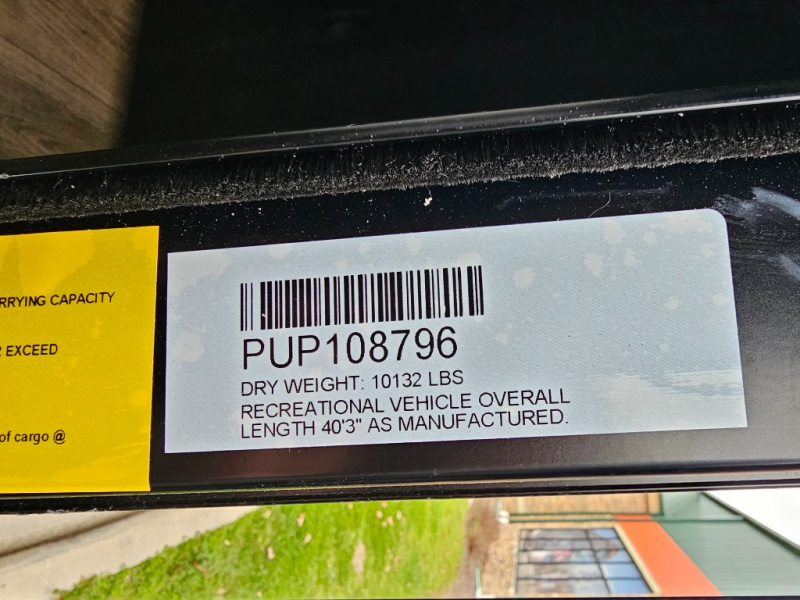 RRYING CAPACITY
EXCEED
of cargo @
PUP108796
DRY WEIGHT: 10132 LBS
RECREATIONAL VEHICLE OVERALL
LENGTH 40'3" AS MANUFACTURED.